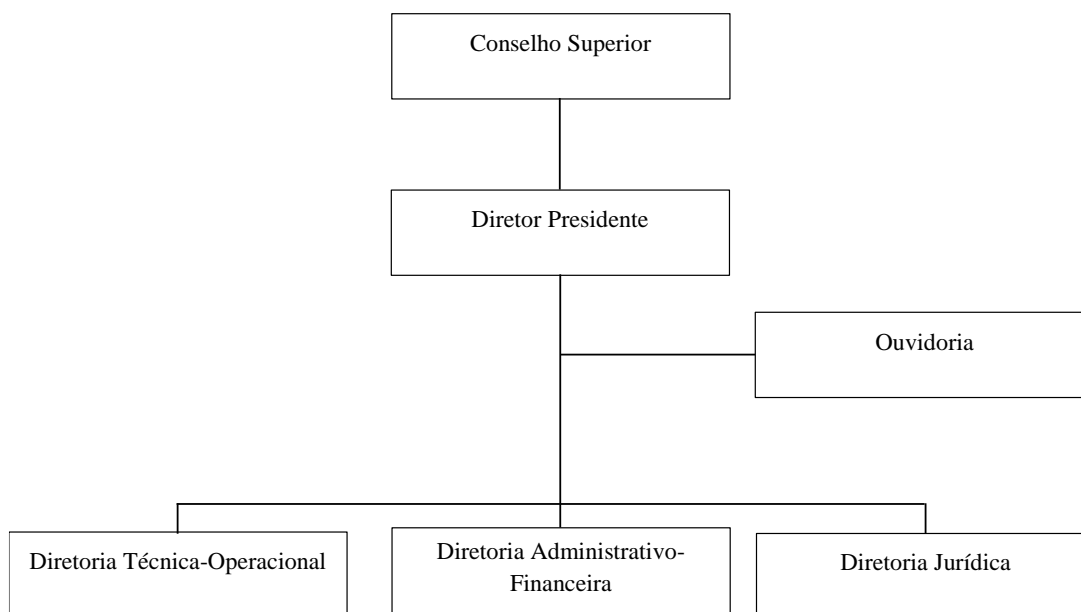 Conselho Superior
Diretor Presidente
Ouvidoria
Diretoria Técnica-Operacional
Diretoria Administrativo-
Financeira
Diretoria Jurídica